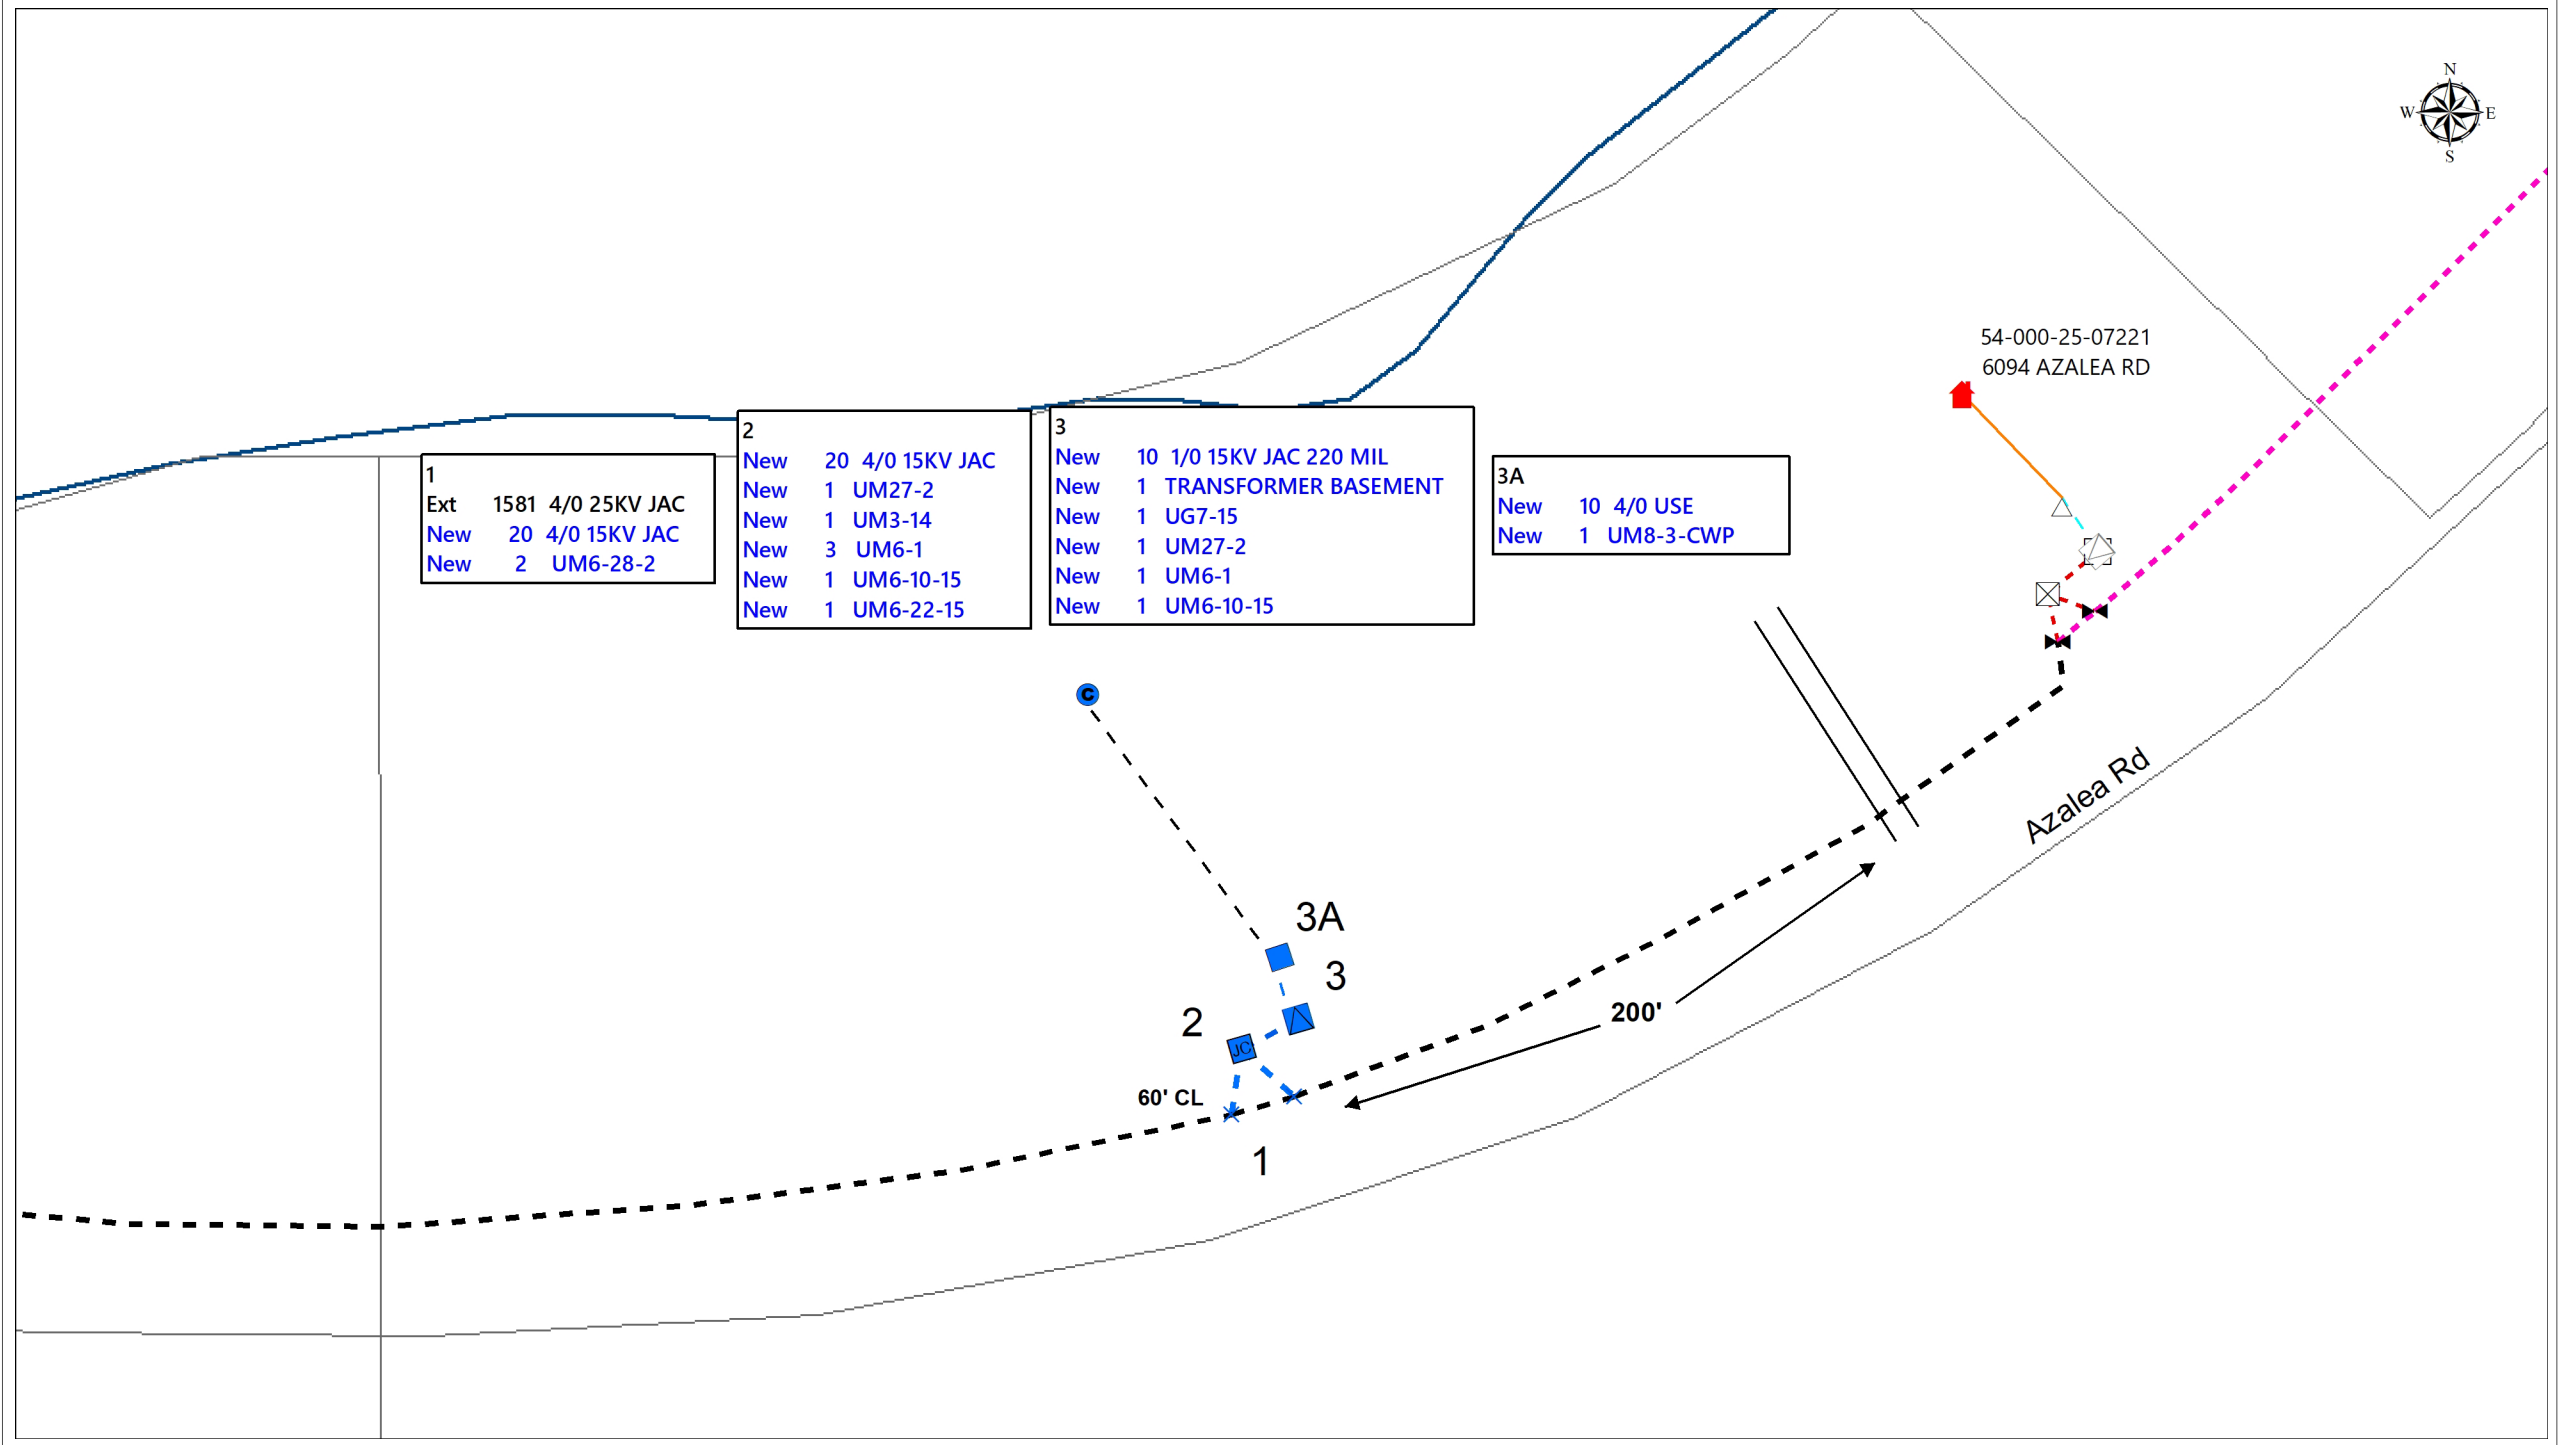 N
W E
S
54-000-25-07221
6094 AZALEA RD
1
Ext 1581 4/0 25KV JAC
New 20 4/0 15KV JAC
New 2 UM6-28-2
2
New 20 4/0 15KV JAC
New 1 UM27-2
New 1 UM3-14
New 3 UM6-1
New 1 UM6-10-15
New 1 UM6-22-15
3
New 10 1/0 15KV JAC 220 MIL
New 1 TRANSFORMER BASEMENT
New 1 UG7-15
New 1 UM27-2
New 1 UM6-1
New 1 UM6-10-15
3A
New 10 4/0 USE
New 1 UM8-3-CWP
C
Azalea Rd
3A
3
2
JC
200'
60' CL
1